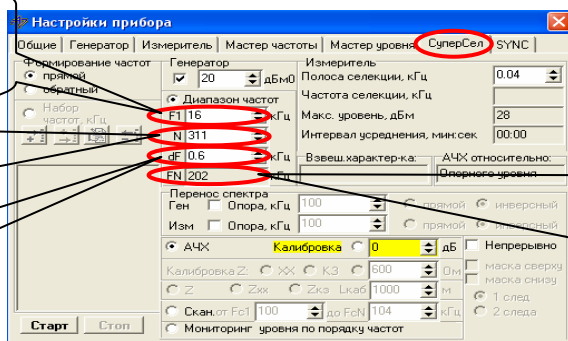 Настройки прибора
Общие Генератор Измеритель Мастер частоты Мастер уровня СуперСел SYNC
Формирование частот
прямой
обратный
Набор частот, кГц
Генератор
20 дБм0
Диапазон частот
F1 16 кГц
N 311
dF 0.6 кГц
FN 202 кГц
Измеритель
Полоса селекции, кГц 0.04
Частота селекции, кГц
Макс. уровень, дБм 28
Интервал усреднения, мин:сек 00:00
Взвеш.характер-ка: АЧХ относительно:
Опорного уровня
Перенос спектра
Ген Опора, кГц 100 прямой инверсный
Изм Опора, кГц 100 прямой инверсный
АЧХ Калибровка 0 дБ Непрерывно
Калибровка Z: ХХ КЗ 600 Ом маска сверху
маска снизу
Z Zхх Zкз Lкаб 1000 м 1 след
Скан.от Fc1 100 до FcN 104 кГц 2 следа
Мониторинг уровня по порядку частот
Старт Стоп